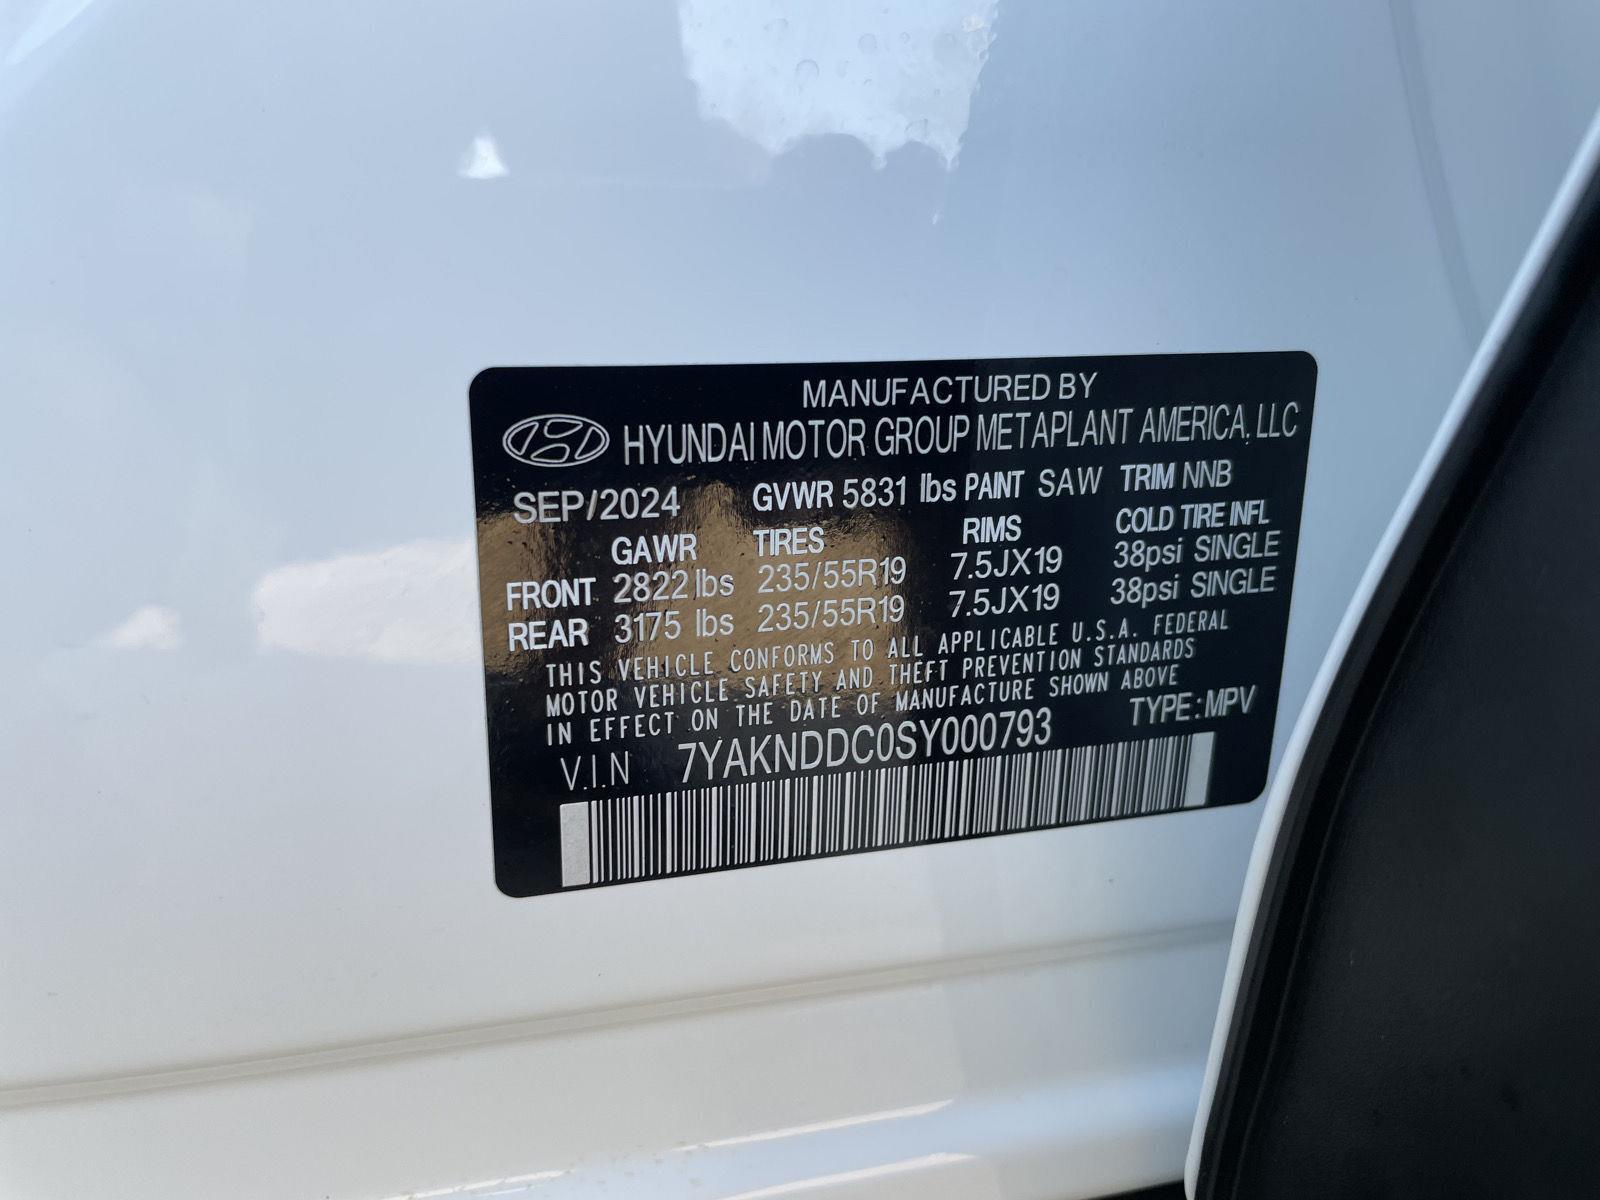 MANUFACTURED BY
HYUNDAI MOTOR GROUP METAPLANT AMERICA, LLC
SEP/2024 GVWR 5831 lbs PAINT SAW TRIM NNB
GAWR TIRES RIMS COLD TIRE INFL
FRONT 2822 lbs 235/55R19 7.5JX19 38psi SINGLE
REAR 3175 lbs 235/55R19 7.5JX19 38psi SINGLE
THIS VEHICLE CONFORMS TO ALL APPLICABLE U.S.A. FEDERAL
MOTOR VEHICLE SAFETY AND THEFT PREVENTION STANDARDS
IN EFFECT ON THE DATE OF MANUFACTURE SHOWN ABOVE
V.I.N 7YAKNDDC0SY000793 TYPE:MPV